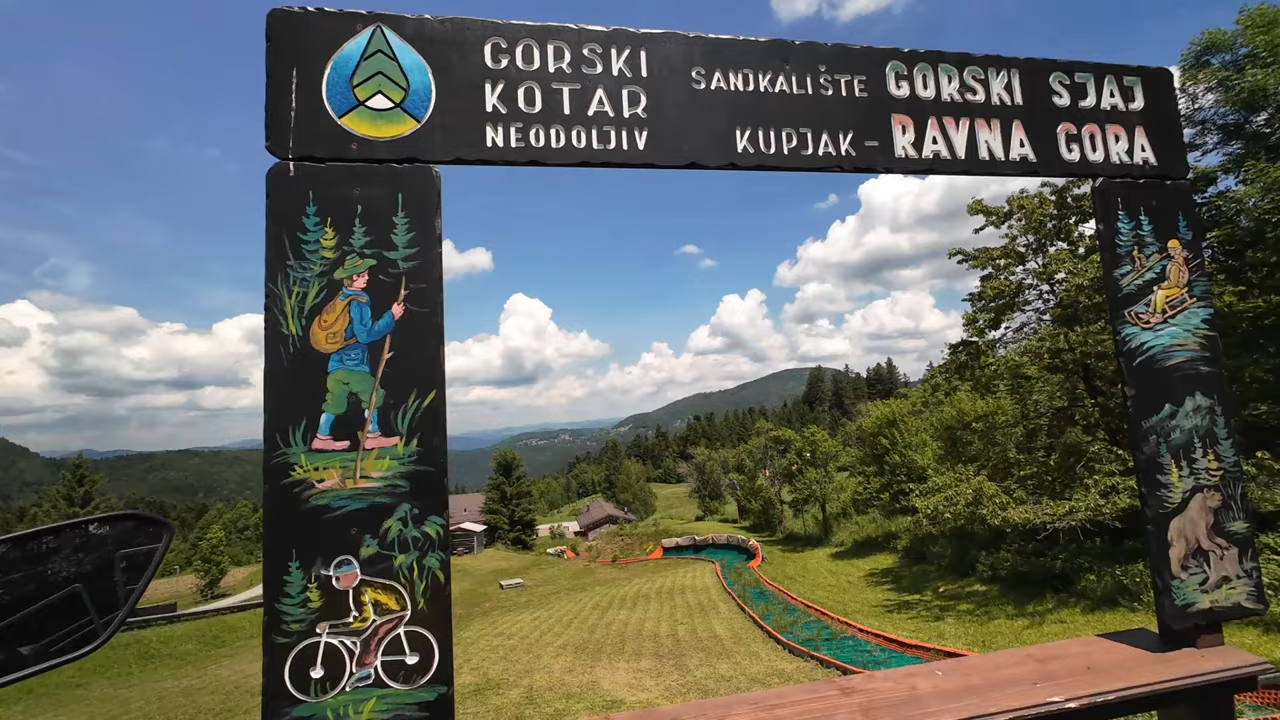 GORSKI
KOTAR
NEODOLJIV
SANJKALIŠTE GORSKI SJAJ
KUPJAK – RAVNA GORA